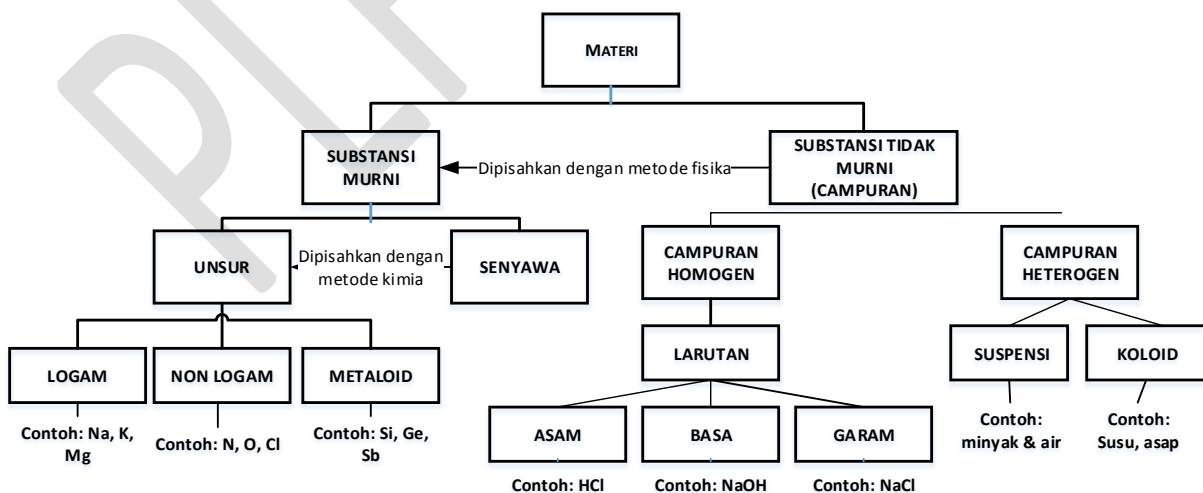 MATERI
SUBSTANSI
MURNI
Dipisahkan dengan metode fisika
SUBSTANSI TIDAK
MURNI
(CAMPURAN)
UNSUR
Dipisahkan dengan
metode kimia
SENYAWA
CAMPURAN
HOMOGEN
CAMPURAN
HETEROGEN
LOGAM
NON LOGAM
METALOID
LARUTAN
SUSPENSI
KOLOID
Contoh: Na, K,
Mg
Contoh: N, O, Cl
Contoh: Si, Ge,
Sb
ASAM
BASA
GARAM
Contoh:
minyak & air
Contoh:
Susu, asap
Contoh: HCl
Contoh: NaOH
Contoh: NaCl